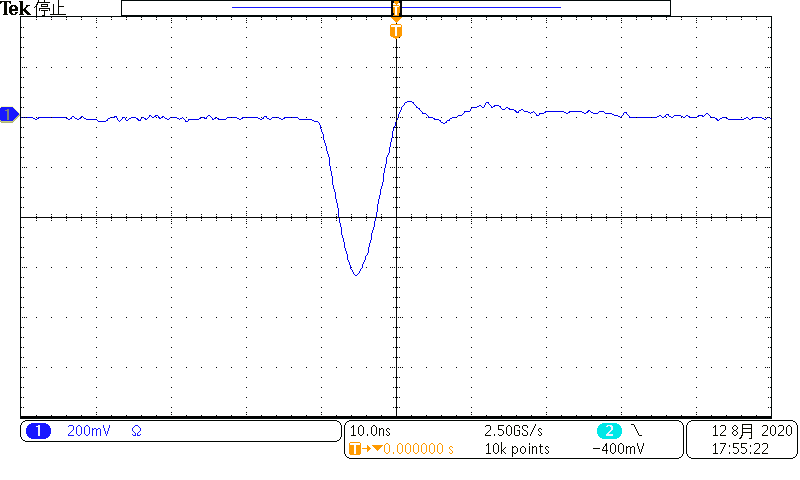 Tek 停止
T
T
1
1 200mV Ω
10.0ns 2.50GS/s 2 -400mV
T→▼0.000000 s 10k points
12 8月 2020
17:55:22